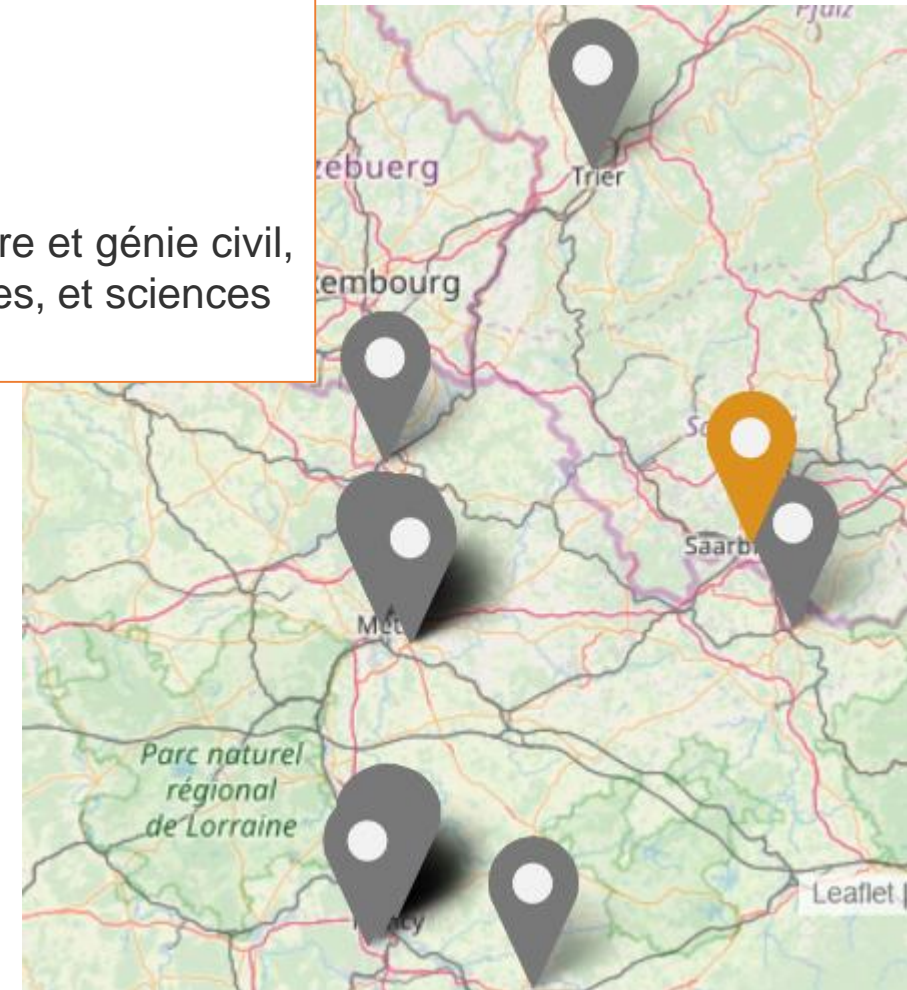 Pfalz
zebuerg
Trier
re et génie civil,
es, et sciences
embourg
Saarb
Met
Parc naturel
régional
de Lorraine
Leaflet |
ncy